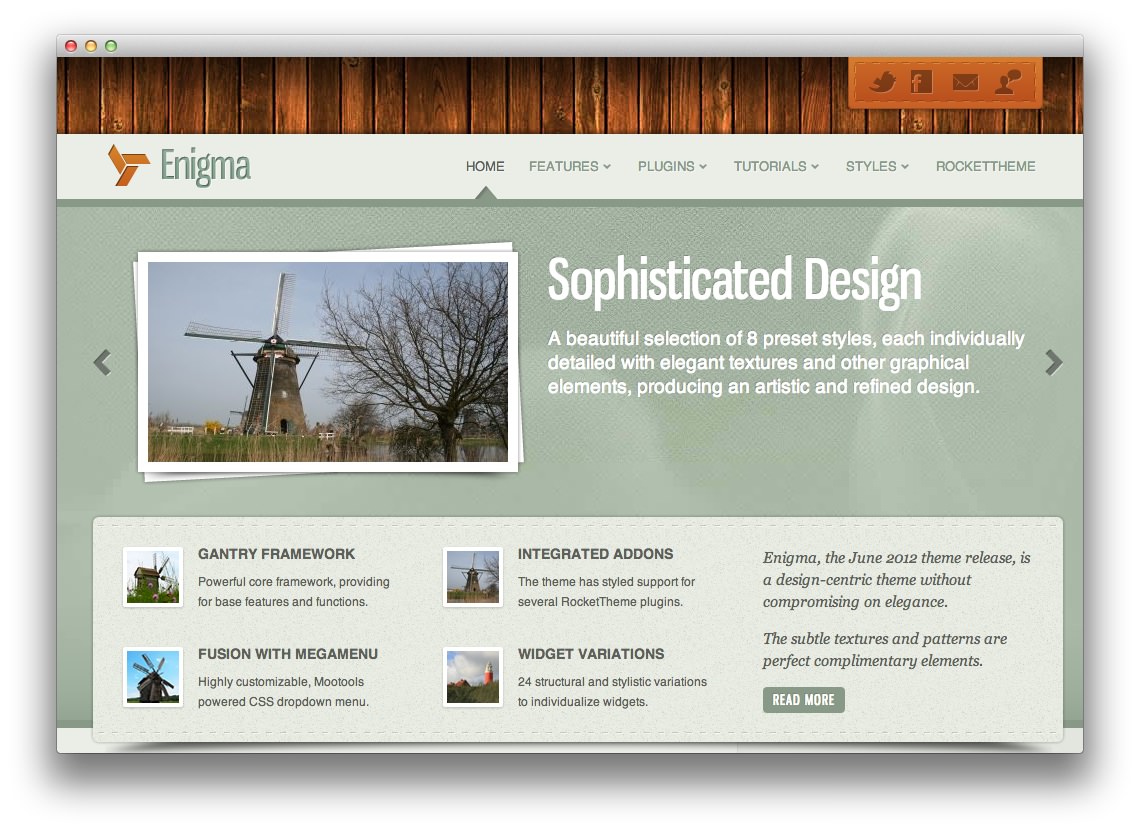 Enigma
HOME FEATURES PLUGINS TUTORIALS STYLES ROCKETTHEME
Sophisticated Design
A beautiful selection of 8 preset styles, each individually
detailed with elegant textures and other graphical
elements, producing an artistic and refined design.
GANTRY FRAMEWORK
Powerful core framework, providing
for base features and functions.
INTEGRATED ADDONS
The theme has styled support for
several RocketTheme plugins.
FUSION WITH MEGAMENU
Highly customizable, Mootools
powered CSS dropdown menu.
WIDGET VARIATIONS
24 structural and stylistic variations
to individualize widgets.
Enigma, the June 2012 theme release, is
a design-centric theme without
compromising on elegance.
The subtle textures and patterns are
perfect complimentary elements.
READ MORE